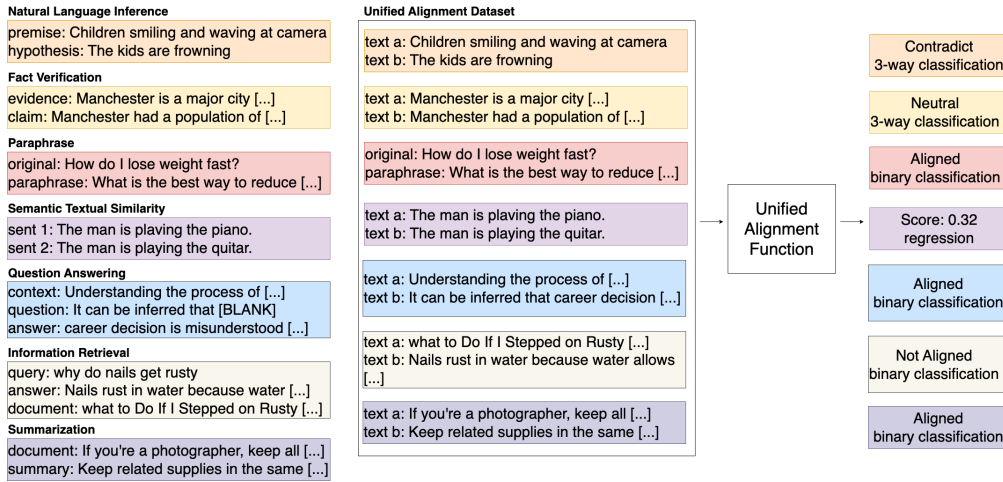 Natural Language Inference
premise: Children smiling and waving at camera
hypothesis: The kids are frowning
Fact Verification
evidence: Manchester is a major city [...]
claim: Manchester had a population of [...]
Paraphrase
original: How do I lose weight fast?
paraphrase: What is the best way to reduce [...]
Semantic Textual Similarity
sent 1: The man is plaving the piano.
sent 2: The man is playing the quitar.
Question Answering
context: Understanding the process of [...]
question: It can be inferred that [BLANK]
answer: career decision is misunderstood [...]
Information Retrieval
query: why do nails get rusty
answer: Nails rust in water because water [...]
document: what to Do If I Stepped on Rusty [...]
Summarization
document: If you're a photographer, keep all [...]
summary: Keep related supplies in the same [...]
Unified Alignment Dataset
text a: Children smiling and waving at camera
text b: The kids are frowning
text a: Manchester is a major city [...]
text b: Manchester had a population of [...]
original: How do I lose weight fast?
paraphrase: What is the best way to reduce [...]
text a: The man is plaving the piano.
text b: The man is playing the quitar.
text a: Understanding the process of [...]
text b: It can be inferred that career decision [...]
text a: what to Do If I Stepped on Rusty [...]
text b: Nails rust in water because water allows
[...]
text a: If you're a photographer, keep all [...]
text b: Keep related supplies in the same [...]
Unified
Alignment
Function
Contradict
3-way classification
Neutral
3-way classification
Aligned
binary classification
Score: 0.32
regression
Aligned
binary classification
Not Aligned
binary classification
Aligned
binary classification